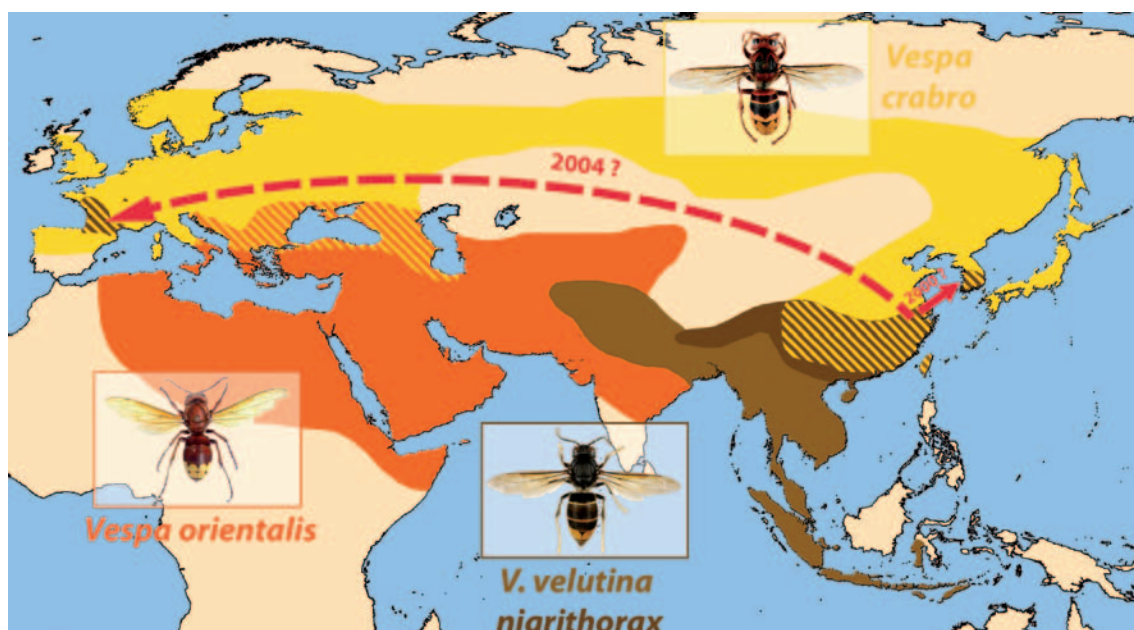 Vespa
crabro
2004 ?
Vespa orientalis
V. velutina
nigrithorax